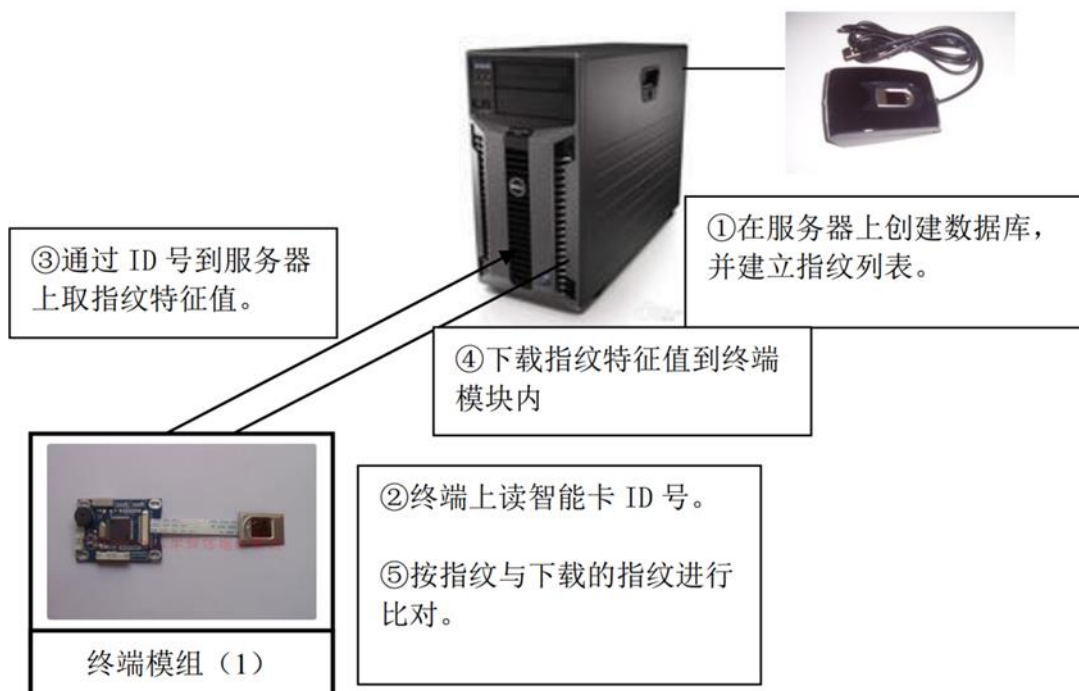 ①在服务器上创建数据库，
并建立指纹列表。
③通过 ID 号到服务器
上取指纹特征值。
④下载指纹特征值到终端
模块内
②终端上读智能卡 ID 号。
⑤按指纹与下载的指纹进行
比对。
终端模组（1）